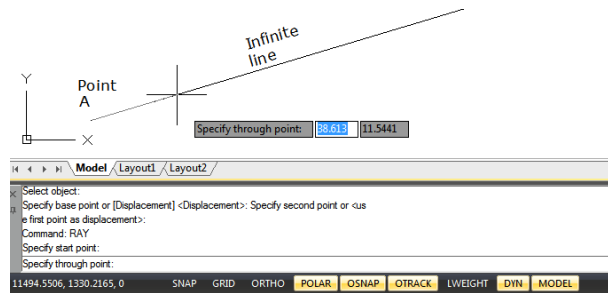 Infinite
line
Y
Point
A
X
Specify through point: 38.613 11.5441
Model Layout1 Layout2
Select object:
Specify base point or [Displacement] <Displacement>: Specify second point or <us
e first point as displacement>:
Command: RAY
Specify start point:
Specify through point:
11494.5506, 1330.2165, 0 SNAP GRID ORTHO POLAR OSNAP OTRACK LWEIGHT DYN MODEL